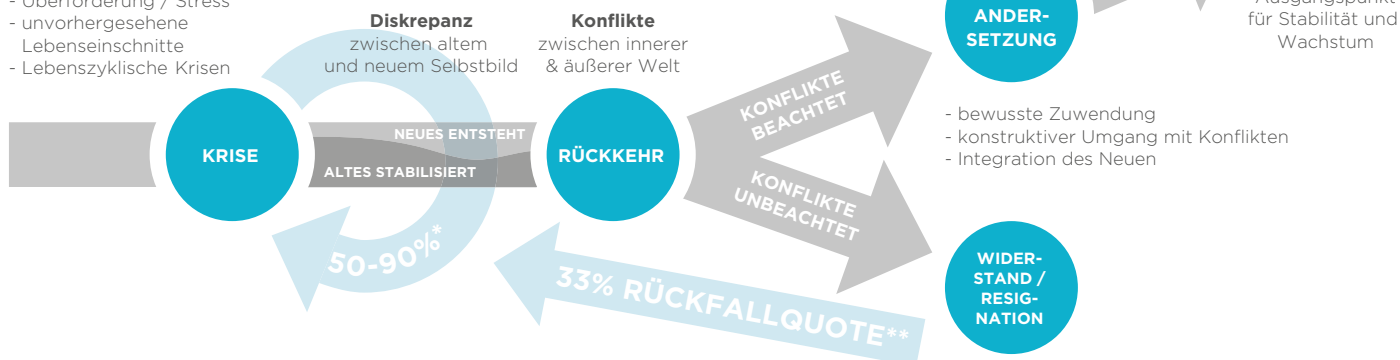 - Überforderung / Stress
- unvorhergesehene
Lebenseinschnitte
- Lebenszyklische Krisen
Diskrepanz
zwischen altem
und neuem Selbstbild
Konflikte
zwischen innerer
& äußerer Welt
ANDER-
SETZUNG
Ausgangspunkt
für Stabilität und
Wachstum
KRISE
NEUES ENTSTEHT
ALTES STABILISIERT
RÜCKKEHR
KONFLIKTE
BEACHTET
KONFLIKTE
UNBEACHTET
- bewusste Zuwendung
- konstruktiver Umgang mit Konflikten
- Integration des Neuen
50-90%*
33% RÜCKFALLQUOTE**
WIDER-
STAND /
RESIG-
NATION